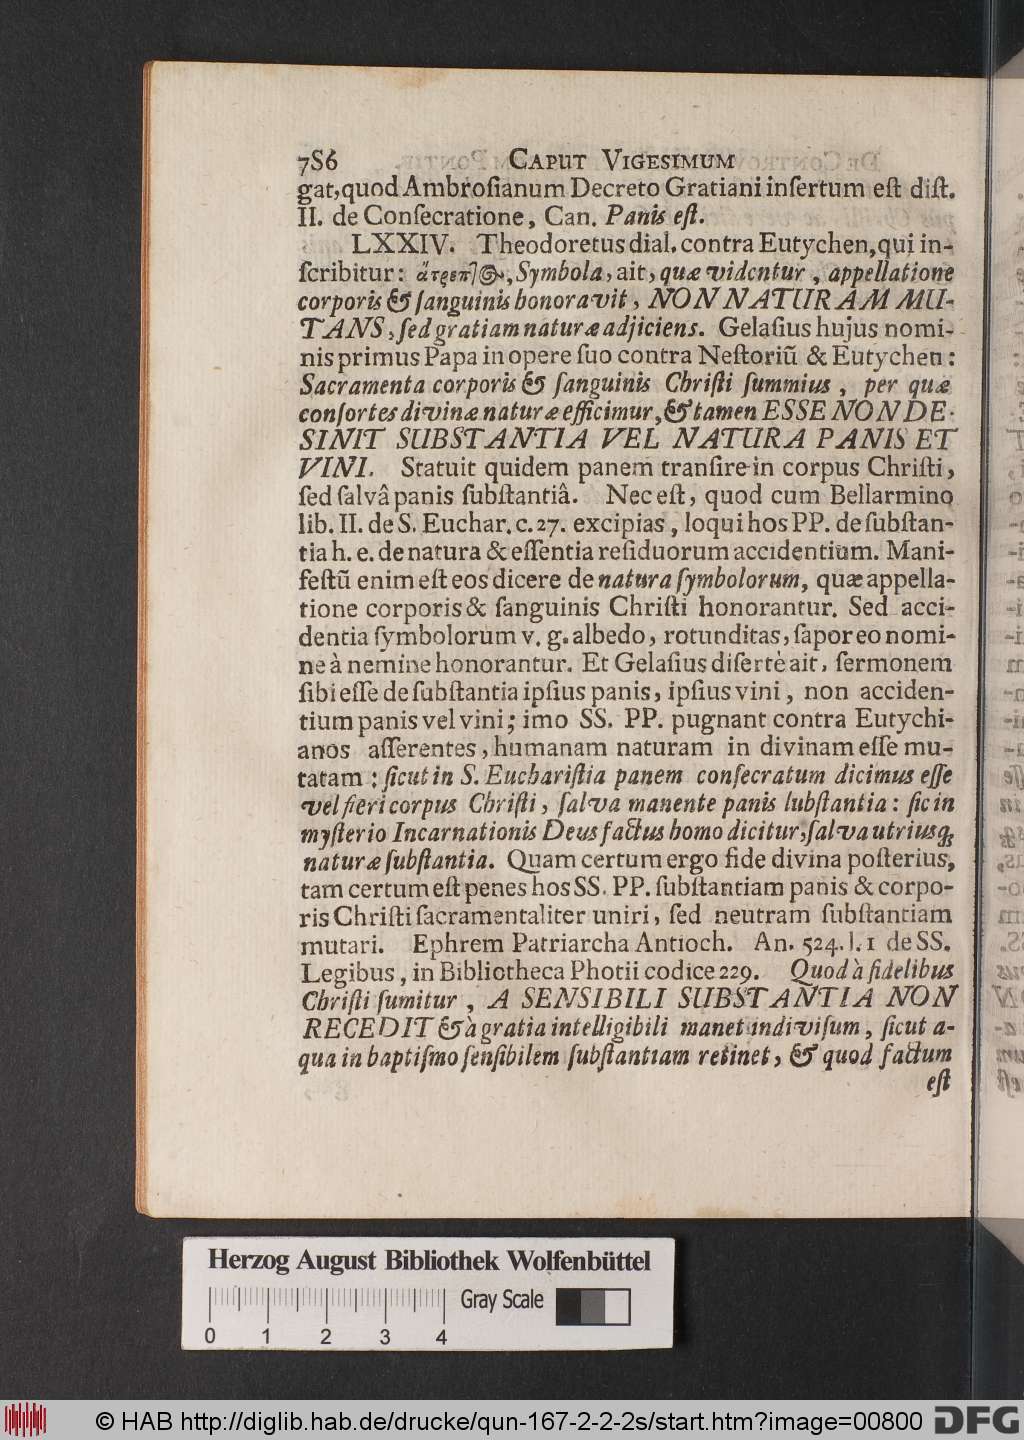 7S6 CAPUT VIGESIMUM
gat,quod Ambroſianum Decreto Gratiani inſertum eſt diſt.
II. de Conſecratione, Can. Panis eſt.
LXXIV. Theodoretus dial. contra Eutychen,qui in-
ſcribitur: Symbola, ait, quæ videntur, appellatione
corporis & ſanguinis honoravit, NON NATURAM MU-
TANS, ſed gratiam naturæ adjiciens. Gelaſius hujus nomi-
nis primus Papa in opere ſuo contra Neſtoriũ & Eutychen:
Sacramenta corporis & ſanguinis Chriſti ſummius, per quæ
conſortes divinæ naturæ efficimur, & tamen ESSE NON DE-
SINIT SUBSTANTIA VEL NATURA PANIS ET
VINI. Statuit quidem panem tranſire in corpus Chriſti,
ſed ſalvâ panis ſubſtantiâ. Nec eſt, quod cum Bellarmino
lib. II. de S. Euchar. c. 27. excipias, loqui hos PP. de ſubſtan-
tia h. e. de natura & eſſentia reſiduorum accidentium. Mani-
feſtũ enim eſt eos dicere de natura ſymbolorum, quæ appella-
tione corporis & ſanguinis Chriſti honorantur. Sed acci-
dentia ſymbolorum v. g. albedo, rotunditas, ſapor eo nomi-
ne à nemine honorantur. Et Gelaſius diſertè ait, ſermonem
ſibi eſſe de ſubſtantia ipſius panis, ipſius vini, non acciden-
tium panis vel vini; imo SS. PP. pugnant contra Eutychi-
anos aſſerentes, humanam naturam in divinam eſſe mu-
tatam: ſicut in S. Euchariſtia panem conſecratum dicimus eſſe
vel fieri corpus Chriſti, ſalva manente panis ſubſtantia: ſic in
myſterio Incarnationis Deus factus homo dicitur, ſalva utriusq;
naturæ ſubſtantia. Quam certum ergo fide divina poſterius,
tam certum eſt penes hos SS. PP. ſubſtantiam panis & corpo-
ris Chriſti ſacramentaliter uniri, ſed neutram ſubſtantiam
mutari. Ephrem Patriarcha Antioch. An. 524. l. 1 de SS.
Legibus, in Bibliotheca Photii codice 229. Quod à fidelibus
Chriſti ſumitur, A SENSIBILI SUBSTANTIA NON
RECEDIT & à gratia intelligibili manet indiviſum, ſicut a-
qua in baptiſmo ſenſibilem ſubſtantiam retinet, & quod factum
eſt
Herzog August Bibliothek Wolfenbüttel
Gray Scale
0 1 2 3 4
© HAB http://diglib.hab.de/drucke/qun-167-2-2-2s/start.htm?image=00800
DFG